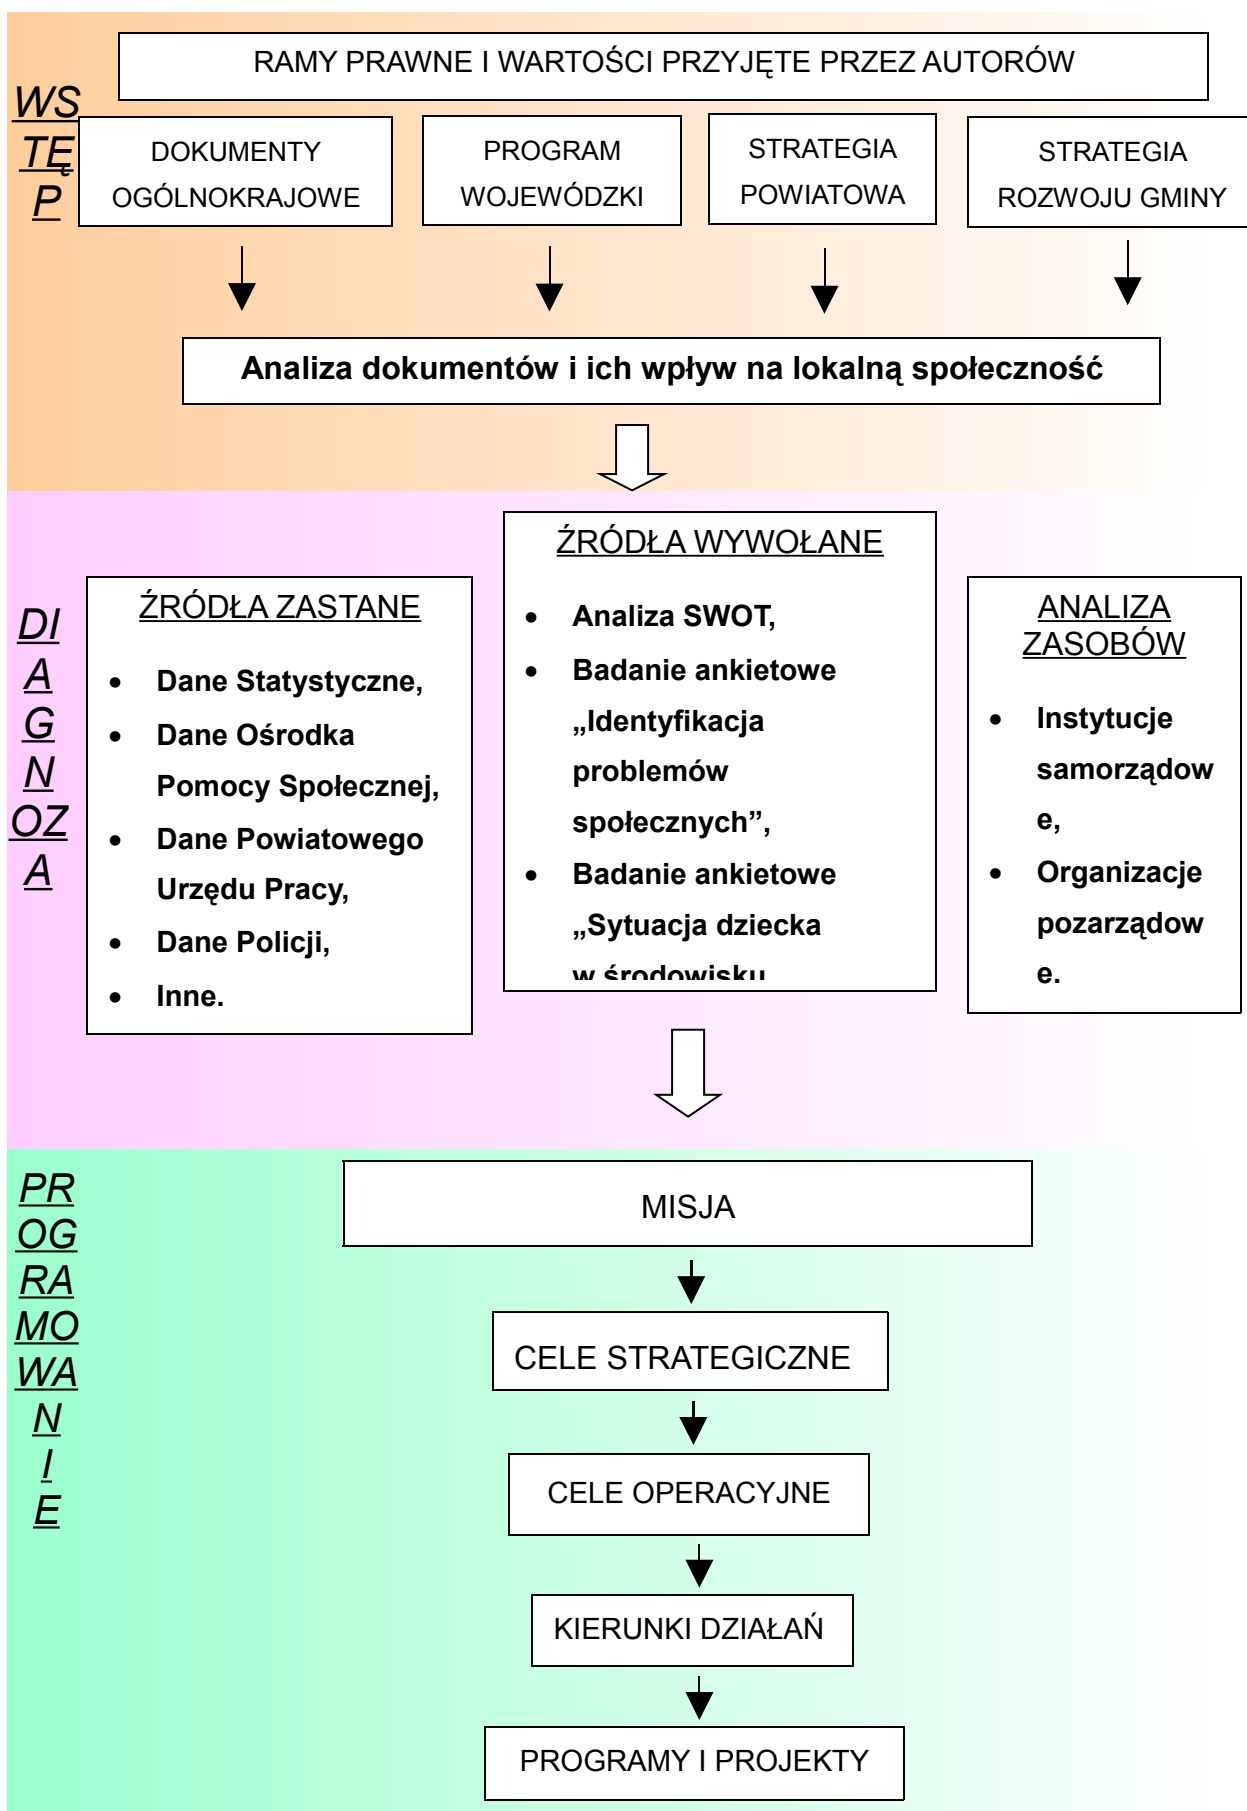 RAMY PRAWNE I WARTOŚCI PRZYJĘTE PRZEZ AUTORÓW
WS
TĘ
P
DOKUMENTY
OGÓLNOKRAJOWE
PROGRAM
WOJEWÓDZKI
STRATEGIA
POWIATOWA
STRATEGIA
ROZWOJU GMINY
Analiza dokumentów i ich wpływ na lokalną społeczność
DI
A
G
N
OZ
A
ŹRÓDŁA ZASTANE
• Dane Statystyczne,
• Dane Ośrodka
Pomocy Społecznej,
• Dane Powiatowego
Urzędu Pracy,
• Dane Policji,
• Inne.
ŹRÓDŁA WYWOŁANE
• Analiza SWOT,
• Badanie ankietowe
„Identyfikacja
problemów
społecznych”,
• Badanie ankietowe
„Sytuacja dziecka
w środowisku
ANALIZA
ZASOBÓW
• Instytucje
samorządow
e,
• Organizacje
pozarządow
e.
PR
OG
RA
MO
WA
N
I
E
MISJA
CELE STRATEGICZNE
CELE OPERACYJNE
KIERUNKI DZIAŁAŃ
PROGRAMY I PROJEKTY